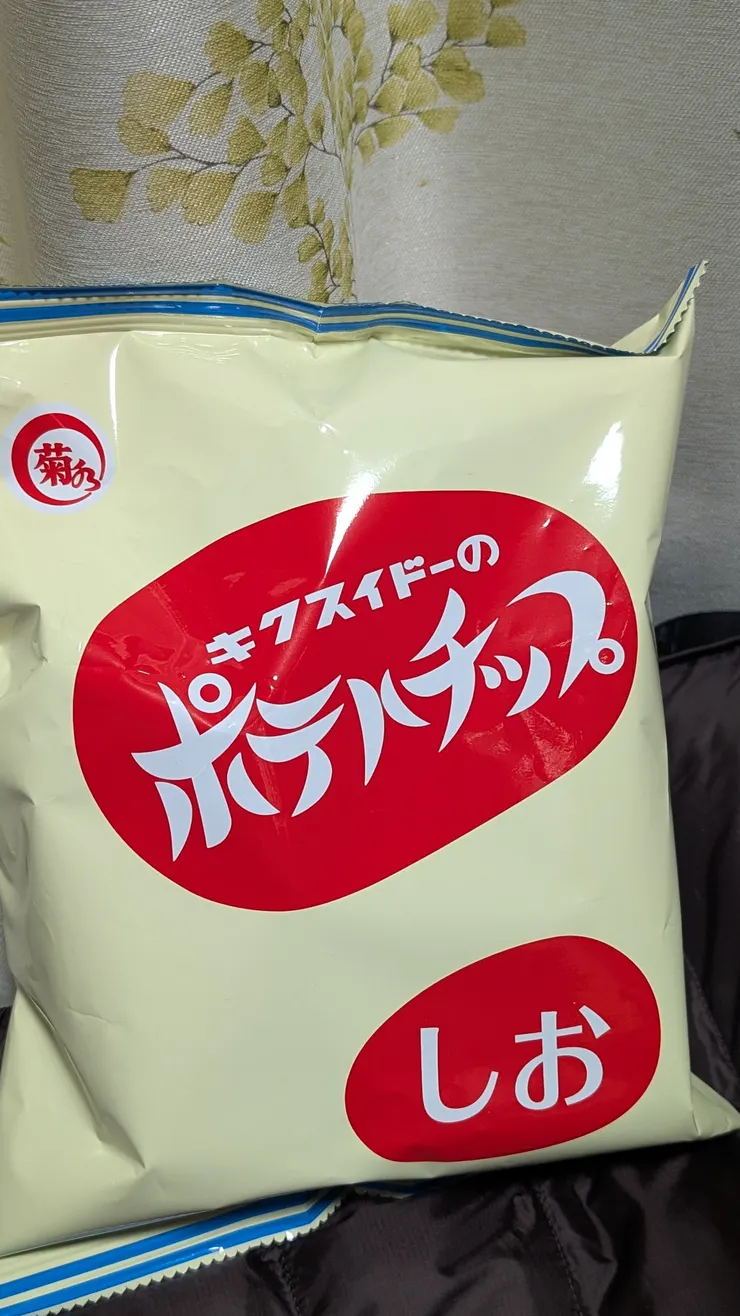 菊水
キクスイドーの
ポテトチップ
しお